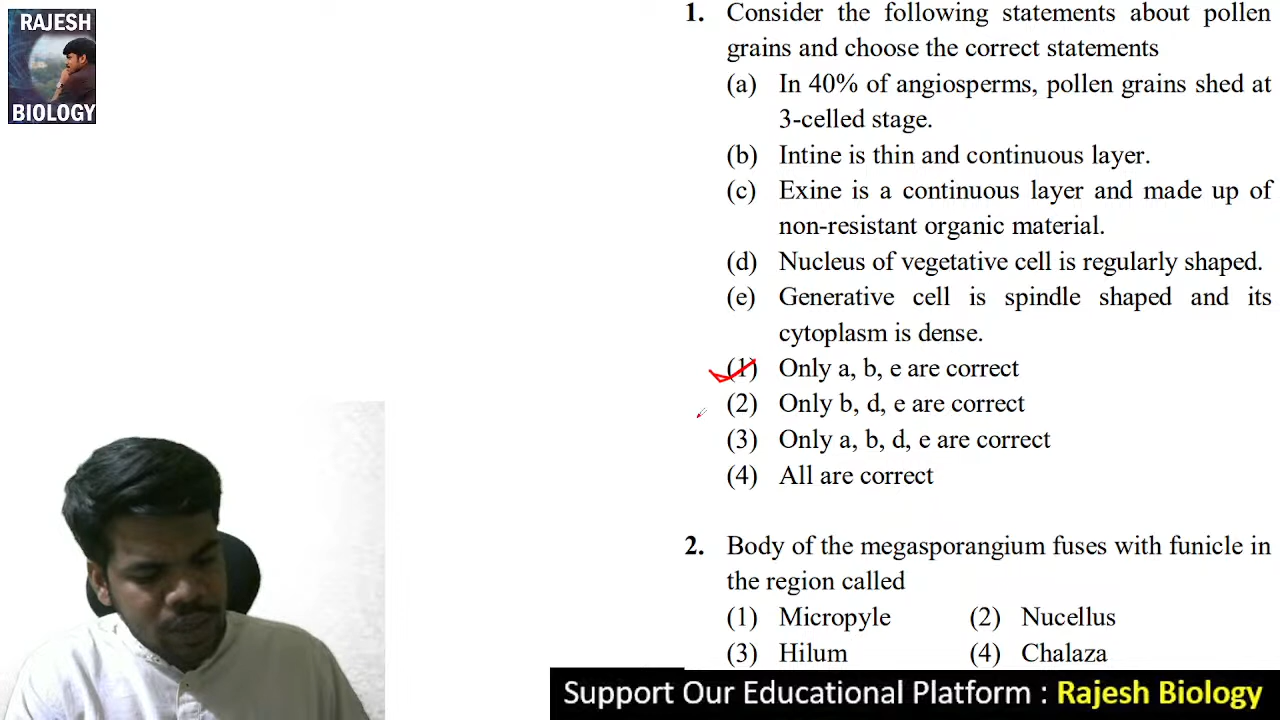 RAJESH
BIOLOGY
1. Consider the following statements about pollen
grains and choose the correct statements
(a) In 40% of angiosperms, pollen grains shed at
3-celled stage.
(b) Intine is thin and continuous layer.
(c) Exine is a continuous layer and made up of
non-resistant organic material.
(d) Nucleus of vegetative cell is regularly shaped.
(e) Generative cell is spindle shaped and its
cytoplasm is dense.
(1) Only a, b, e are correct
(2) Only b, d, e are correct
(3) Only a, b, d, e are correct
(4) All are correct
2. Body of the megasporangium fuses with funicle in
the region called
(1) Micropyle (2) Nucellus
(3) Hilum (4) Chalaza
Support Our Educational Platform : Rajesh Biology